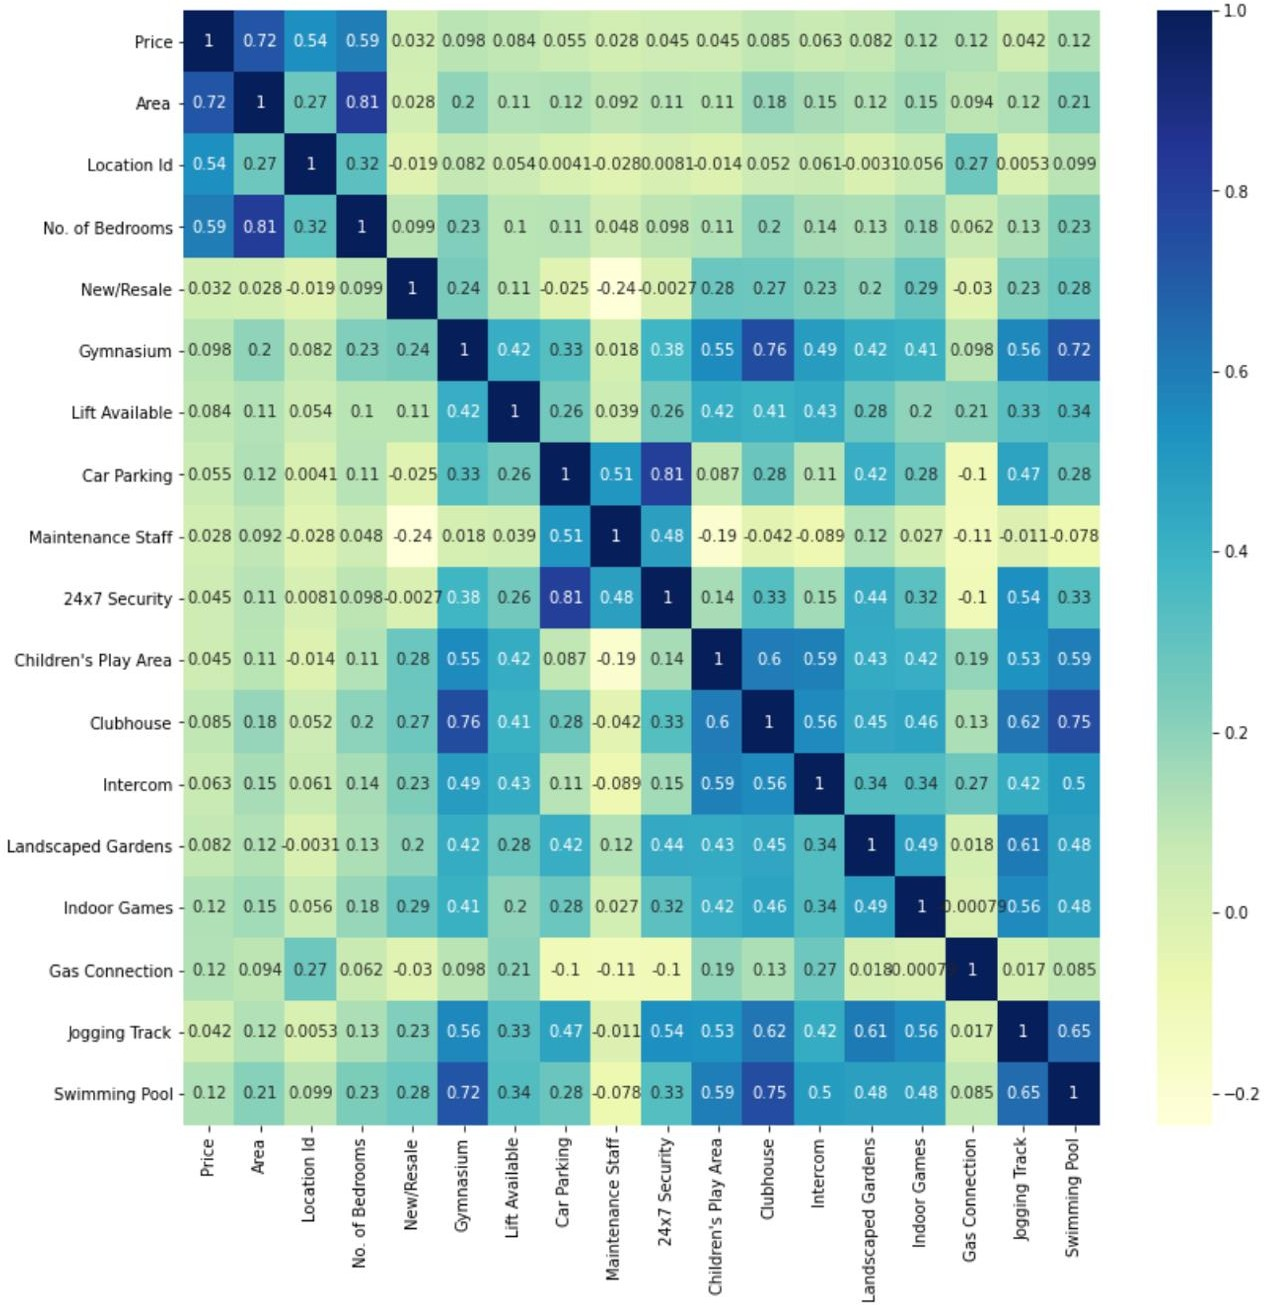 Price 1 0.72 0.54 0.59 0.032 0.098 0.084 0.055 0.028 0.045 0.045 0.085 0.063 0.082 0.12 0.12 0.042 0.12
Area 0.72 1 0.27 0.81 0.028 0.2 0.11 0.12 0.092 0.11 0.11 0.18 0.15 0.12 0.15 0.094 0.12 0.21
Location Id 0.54 0.27 1 0.32 -0.019 0.082 0.054 0.0041 -0.028 0.0081 -0.014 0.052 0.061 -0.0031 0.056 0.27 0.0053 0.099
No. of Bedrooms 0.59 0.81 0.32 1 0.099 0.23 0.1 0.11 0.048 0.098 0.11 0.2 0.14 0.13 0.18 0.062 0.13 0.23
New/Resale 0.032 0.028 -0.019 0.099 1 0.24 0.11 -0.025 -0.24 -0.0027 0.28 0.27 0.23 0.2 0.29 -0.03 0.23 0.28
Gymnasium 0.098 0.2 0.082 0.23 0.24 1 0.42 0.33 0.018 0.38 0.55 0.76 0.49 0.42 0.41 0.098 0.56 0.72
Lift Available 0.084 0.11 0.054 0.1 0.11 0.42 1 0.26 0.039 0.26 0.42 0.41 0.43 0.28 0.2 0.21 0.33 0.34
Car Parking 0.055 0.12 0.0041 0.11 -0.025 0.33 0.26 1 0.51 0.81 0.087 0.28 0.11 0.42 0.28 -0.1 0.47 0.28
Maintenance Staff 0.028 0.092 -0.028 0.048 -0.24 0.018 0.039 0.51 1 0.48 -0.19 -0.042 -0.089 0.12 0.027 -0.11 -0.011 -0.078
24x7 Security 0.045 0.11 0.0081 0.098 -0.0027 0.38 0.26 0.81 0.48 1 0.14 0.33 0.15 0.44 0.32 -0.1 0.54 0.33
Children's Play Area 0.045 0.11 -0.014 0.11 0.28 0.55 0.42 0.087 -0.19 0.14 1 0.6 0.59 0.43 0.42 0.19 0.53 0.59
Clubhouse 0.085 0.18 0.052 0.2 0.27 0.76 0.41 0.28 -0.042 0.33 0.6 1 0.56 0.45 0.46 0.13 0.62 0.75
Intercom 0.063 0.15 0.061 0.14 0.23 0.49 0.43 0.11 -0.089 0.15 0.59 0.56 1 0.34 0.34 0.27 0.42 0.5
Landscaped Gardens 0.082 0.12 -0.0031 0.13 0.2 0.42 0.28 0.42 0.12 0.44 0.43 0.45 0.34 1 0.49 0.018 0.61 0.48
Indoor Games 0.12 0.15 0.056 0.18 0.29 0.41 0.2 0.28 0.027 0.32 0.42 0.46 0.34 0.49 1 0.56 0.48
Gas Connection 0.12 0.094 0.27 0.062 -0.03 0.098 0.21 -0.1 -0.11 -0.1 0.19 0.13 0.27 0.018 1 0.017 0.085
Jogging Track 0.042 0.12 0.0053 0.13 0.23 0.56 0.33 0.47 -0.011 0.54 0.53 0.62 0.42 0.61 0.56 0.017 1 0.65
Swimming Pool 0.12 0.21 0.099 0.23 0.28 0.72 0.34 0.28 -0.078 0.33 0.59 0.75 0.5 0.48 0.48 0.085 0.65 1
Price
Area
Location Id
No. of Bedrooms
New/Resale
Gymnasium
Lift Available
Car Parking
Maintenance Staff
24x7 Security
Children's Play Area
Clubhouse
Intercom
Landscaped Gardens
Indoor Games
Gas Connection
Jogging Track
Swimming Pool
1.0
0.8
0.6
0.4
0.2
0.0
−0.2